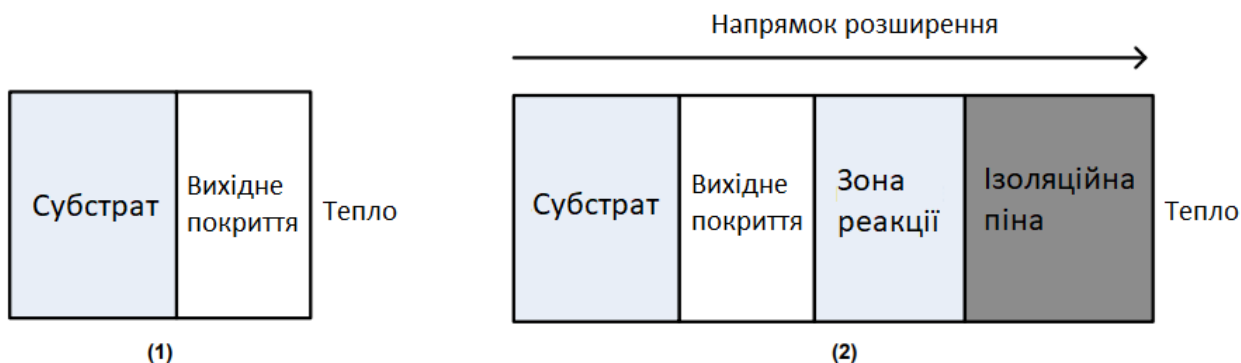 Напрямок розширення
Субстрат
Вихідне
покриття
Тепло
(1)
Субстрат
Вихідне
покриття
Зона
реакції
Ізоляційна
піна
Тепло
(2)